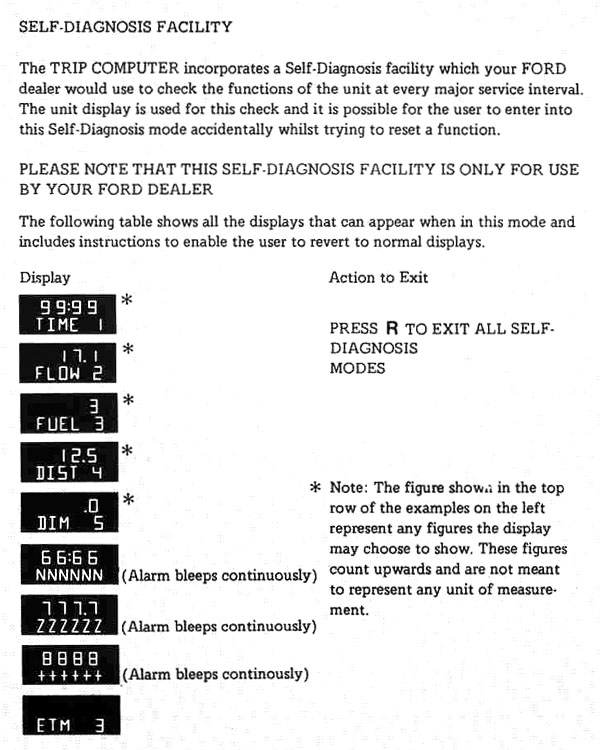 SELF-DIAGNOSIS FACILITY
The TRIP COMPUTER incorporates a Self-Diagnosis facility which your FORD
dealer would use to check the functions of the unit at every major service interval.
The unit display is used for this check and it is possible for the user to enter into
this Self-Diagnosis mode accidentally whilst trying to reset a function.
PLEASE NOTE THAT THIS SELF-DIAGNOSIS FACILITY IS ONLY FOR USE
BY YOUR FORD DEALER
The following table shows all the displays that can appear when in this mode and
includes instructions to enable the user to revert to normal displays.
Display
99:99 *
TIME 1
17.1 *
FLOW 2
3 *
FUEL 3
12.5 *
DIST 4
.0 *
DIM 5
66:66
NNNNNN (Alarm bleeps continuously)
777.7
ZZZZZZ (Alarm bleeps continuously)
8888
++++++ (Alarm bleeps continously)
ETM 3
Action to Exit
PRESS R TO EXIT ALL SELF-
DIAGNOSIS
MODES
* Note: The figure shown in the top
row of the examples on the left
represent any figures the display
may choose to show. These figures
count upwards and are not meant
to represent any unit of measure-
ment.